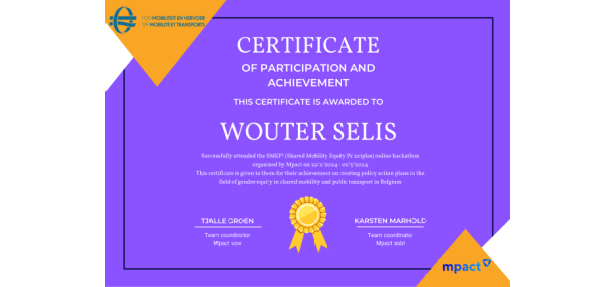 FOD MOBILITEIT EN VERVOER
SPF MOBILITÉ ET TRANSPORTS
CERTIFICATE
OF PARTICIPATION AND
ACHIEVEMENT
THIS CERTIFICATE IS AWARDED TO
WOUTER SELIS
Successfully attended the SMEP! (Shared Mobility Equity Principles) online hackathon
organised by Mpact on 19/2/2024 - 01/3/2024
This certificate is given to them for their achievement on creating policy action plans in the
field of gender equity in shared mobility and public transport in Belgium
TJALLE GROEN
Team coordinator
Mpact vzw
KARSTEN MARHOLD
Team coordinator
Mpact asbl
mpact